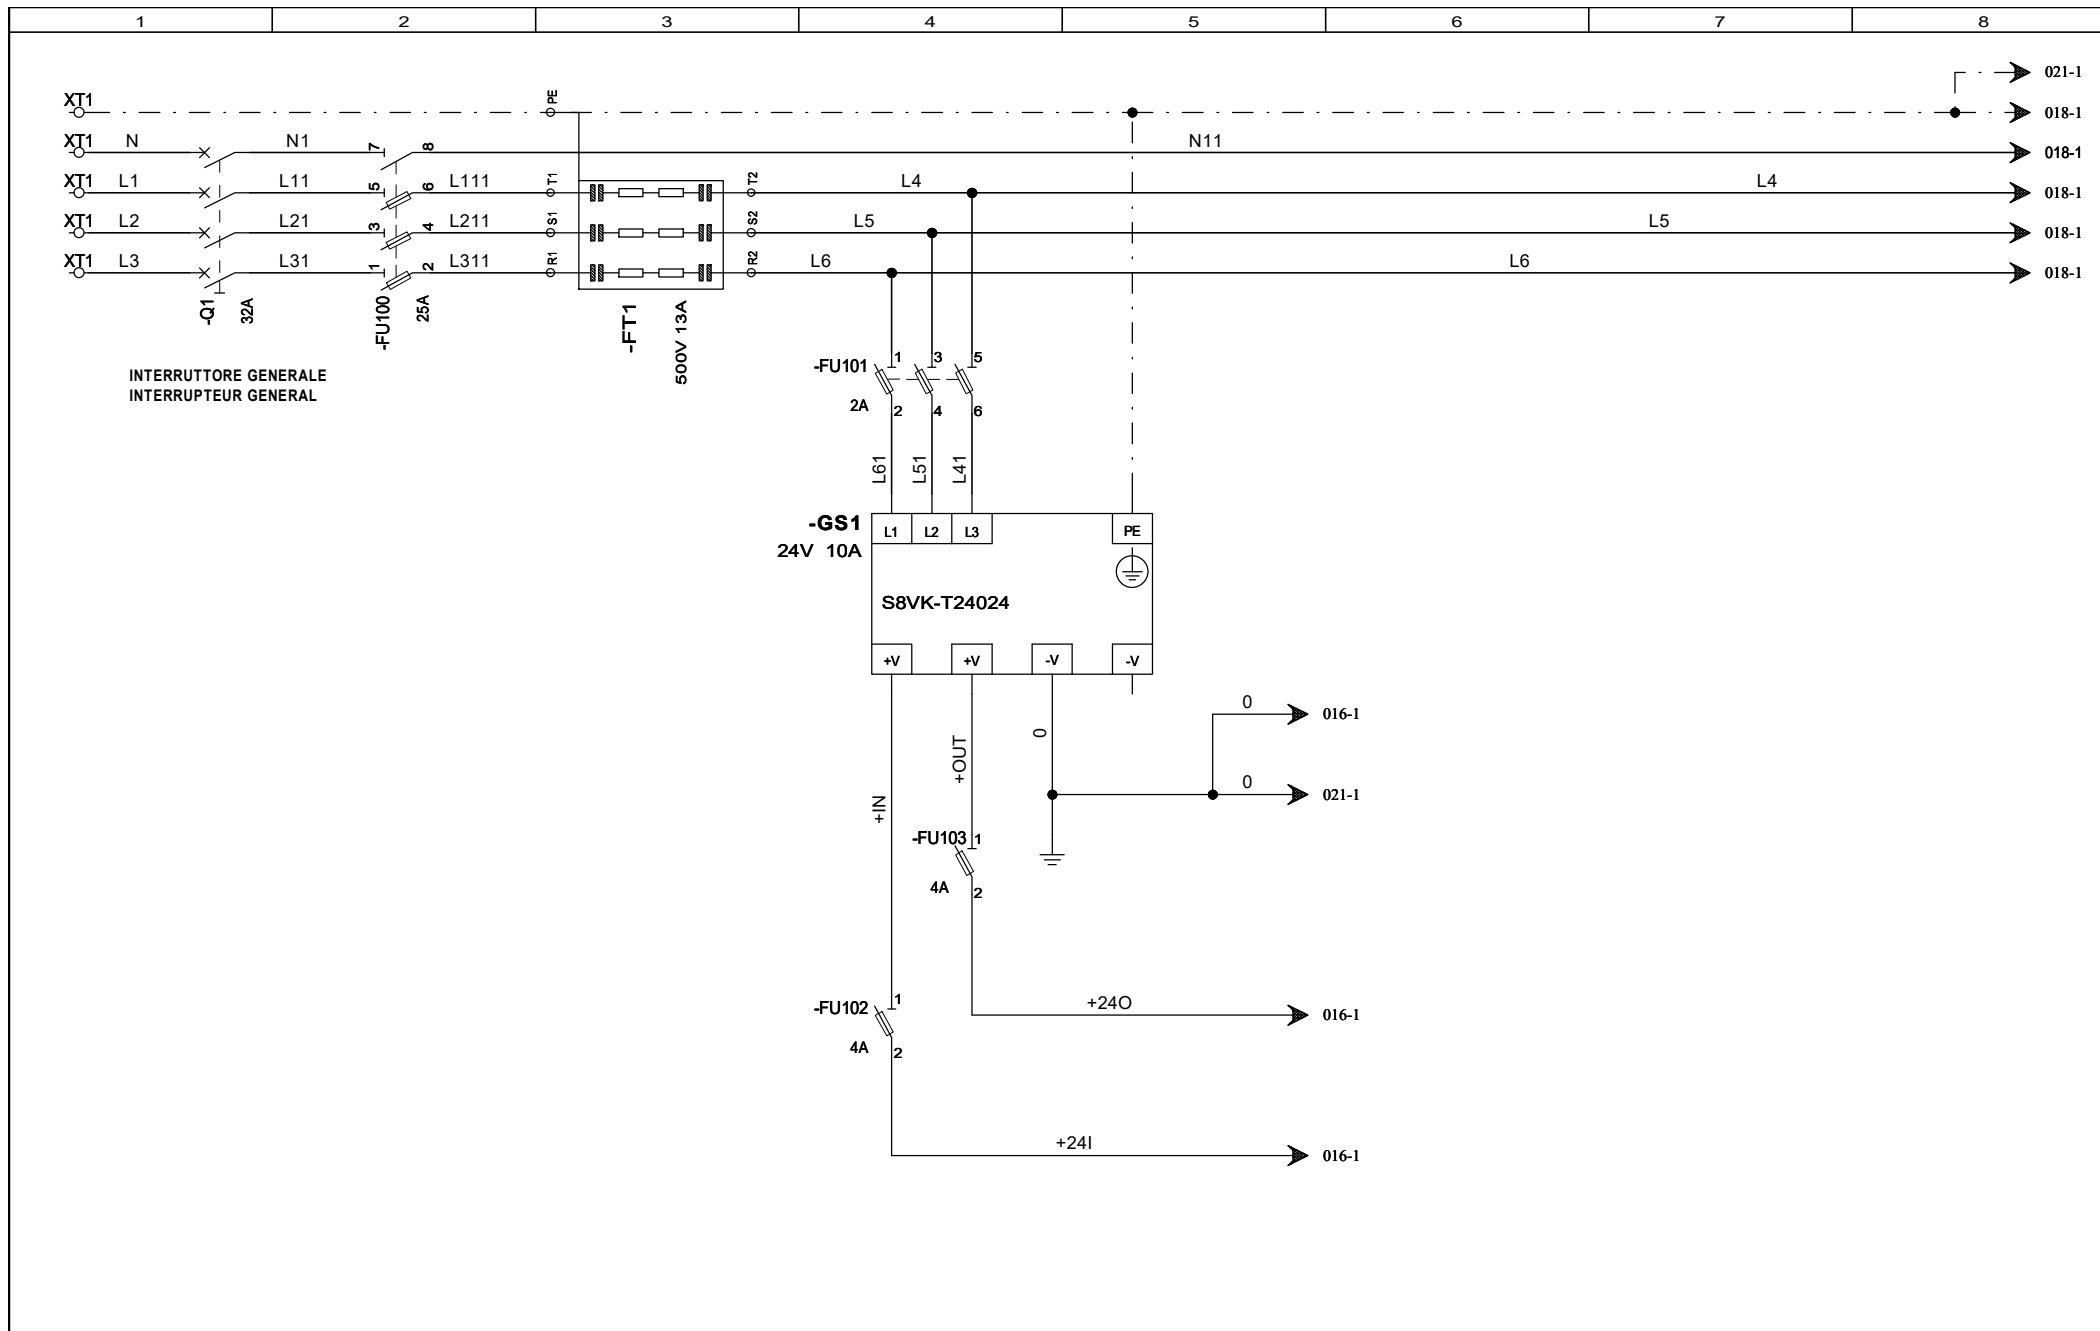 1 2 3 4 5 6 7 8
021-1
XT1 PE 018-1
XT1 N N1 7 8 N11 018-1
XT1 L1 L11 5 6 L111 T1 T2 L4 L4 018-1
XT1 L2 L21 3 4 L211 S1 S2 L5 L5 018-1
XT1 L3 L31 1 2 L311 R1 R2 L6 L6 018-1
-Q1 32A -FU100 25A -FT1 500V 13A
INTERRUTTORE GENERALE
INTERRUPTEUR GENERAL
-FU101 1 3 5
2A 2 4 6
L61 L51 L41
-GS1 L1 L2 L3 PE
24V 10A
S8VK-T24024
+V +V -V -V
0 016-1
+OUT 0
0 021-1
+IN
-FU103 1
4A 2
-FU102 1 +24O 016-1
4A 2
+24I 016-1